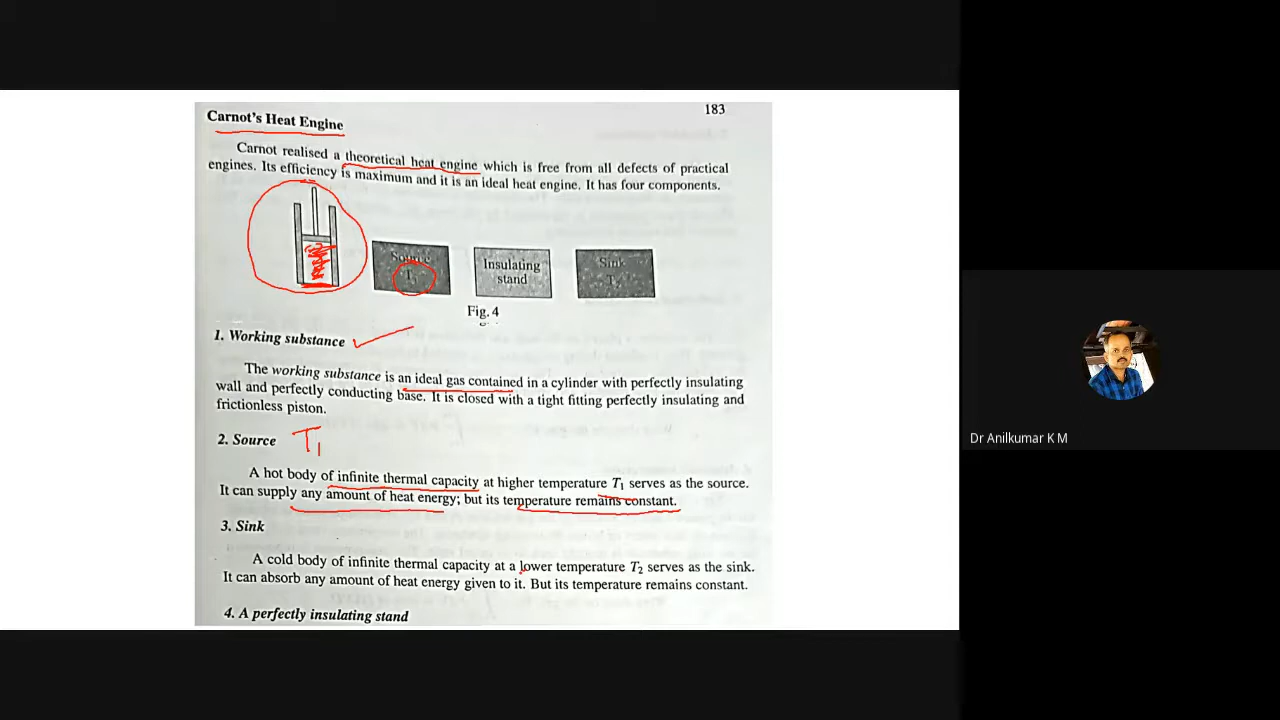 183
Carnot's Heat Engine
Carnot realised a theoretical heat engine which is free from all defects of practical
engines. Its efficiency is maximum and it is an ideal heat engine. It has four components.
Source
T₁
Insulating
stand
Sink
T₂
Fig. 4
1. Working substance
The working substance is an ideal gas contained in a cylinder with perfectly insulating
wall and perfectly conducting base. It is closed with a tight fitting perfectly insulating and
frictionless piston.
2. Source T₁
A hot body of infinite thermal capacity at higher temperature T₁ serves as the source.
It can supply any amount of heat energy; but its temperature remains constant.
3. Sink
A cold body of infinite thermal capacity at a lower temperature T₂ serves as the sink.
It can absorb any amount of heat energy given to it. But its temperature remains constant.
4. A perfectly insulating stand
Dr Anilkumar K M